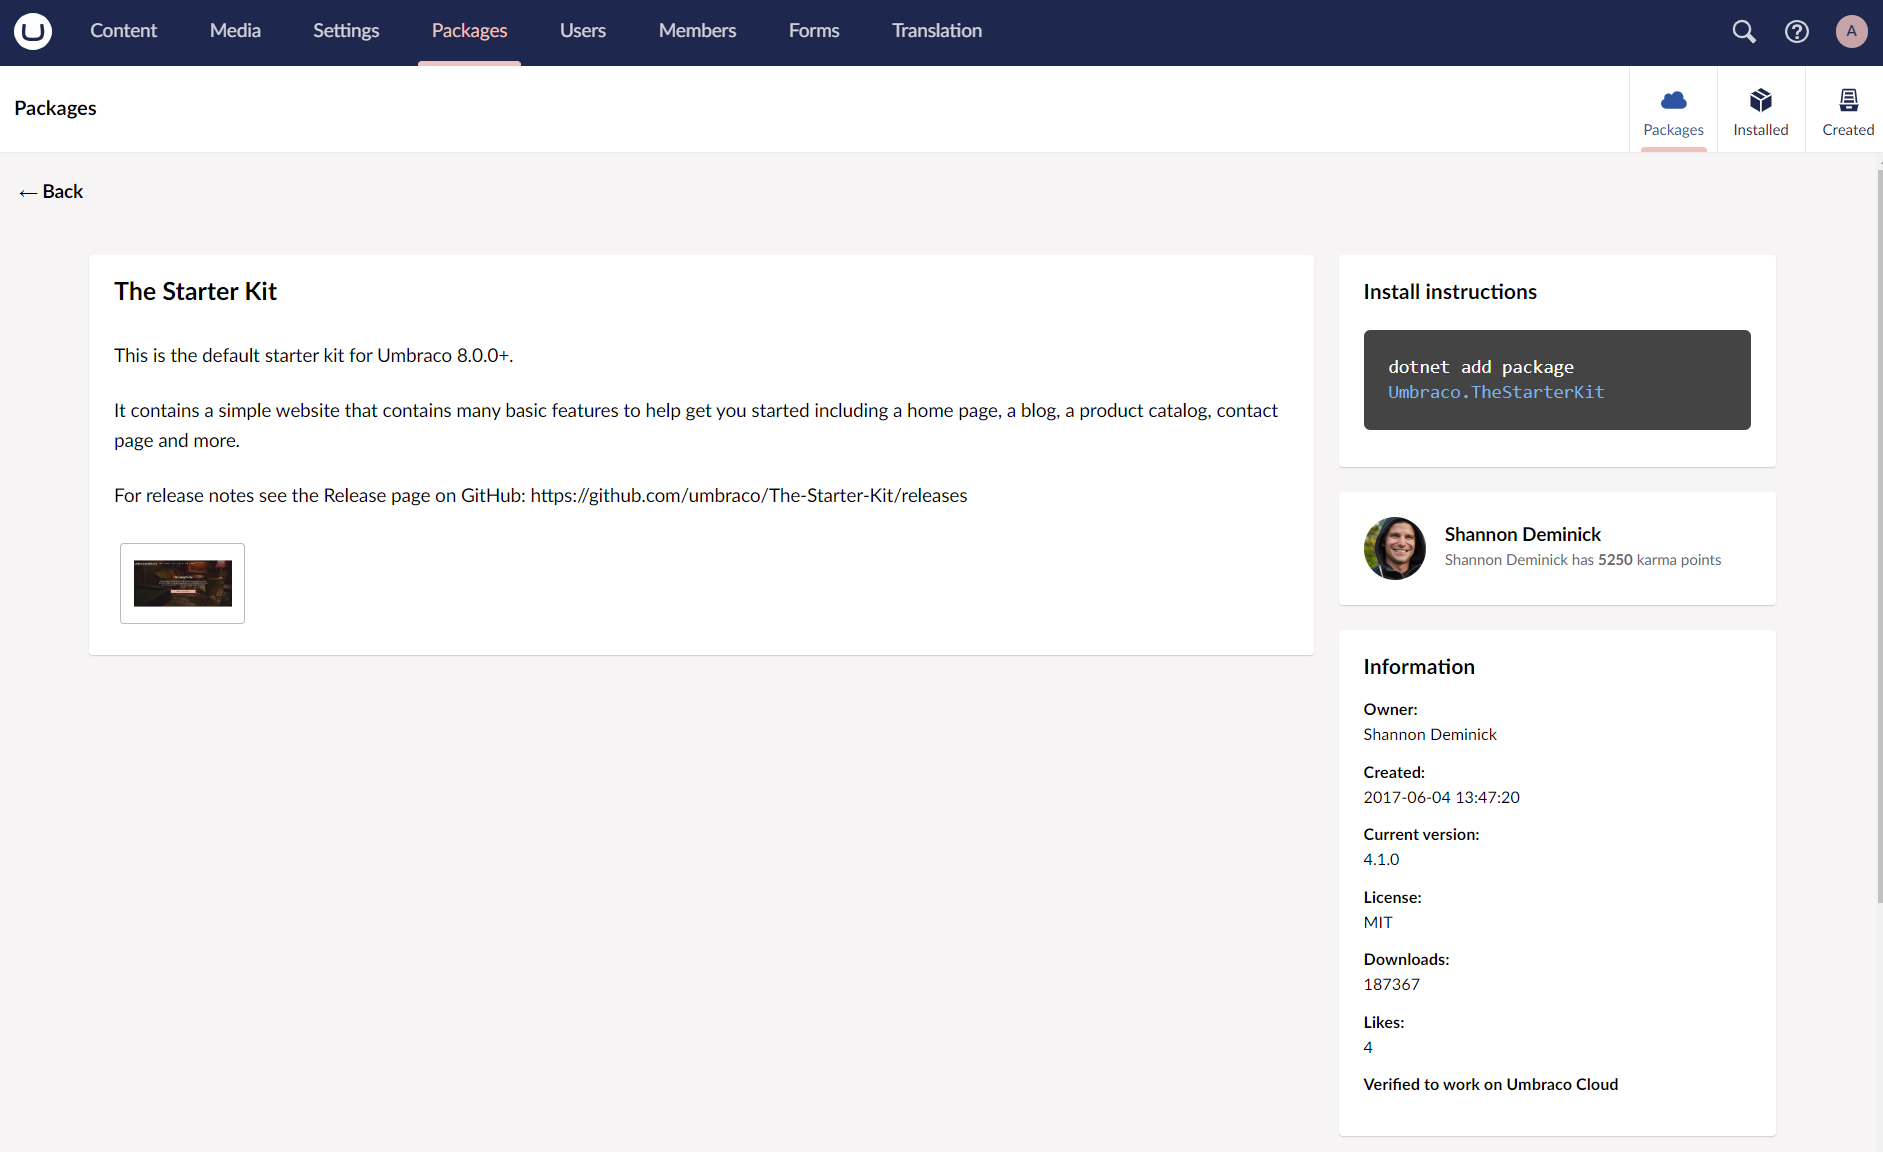 Content
Media
Settings
Packages
Users
Members
Forms
Translation
A
Packages
Packages
Installed
Created
← Back
The Starter Kit
This is the default starter kit for Umbraco 8.0.0+.
It contains a simple website that contains many basic features to help get you started including a home page, a blog, a product catalog, contact
page and more.
For release notes see the Release page on GitHub: https://github.com/umbraco/The-Starter-Kit/releases
Install instructions
dotnet add package
Umbraco.TheStarterKit
Shannon Deminick
Shannon Deminick has 5250 karma points
Information
Owner:
Shannon Deminick
Created:
2017-06-04 13:47:20
Current version:
4.1.0
License:
MIT
Downloads:
187367
Likes:
4
Verified to work on Umbraco Cloud